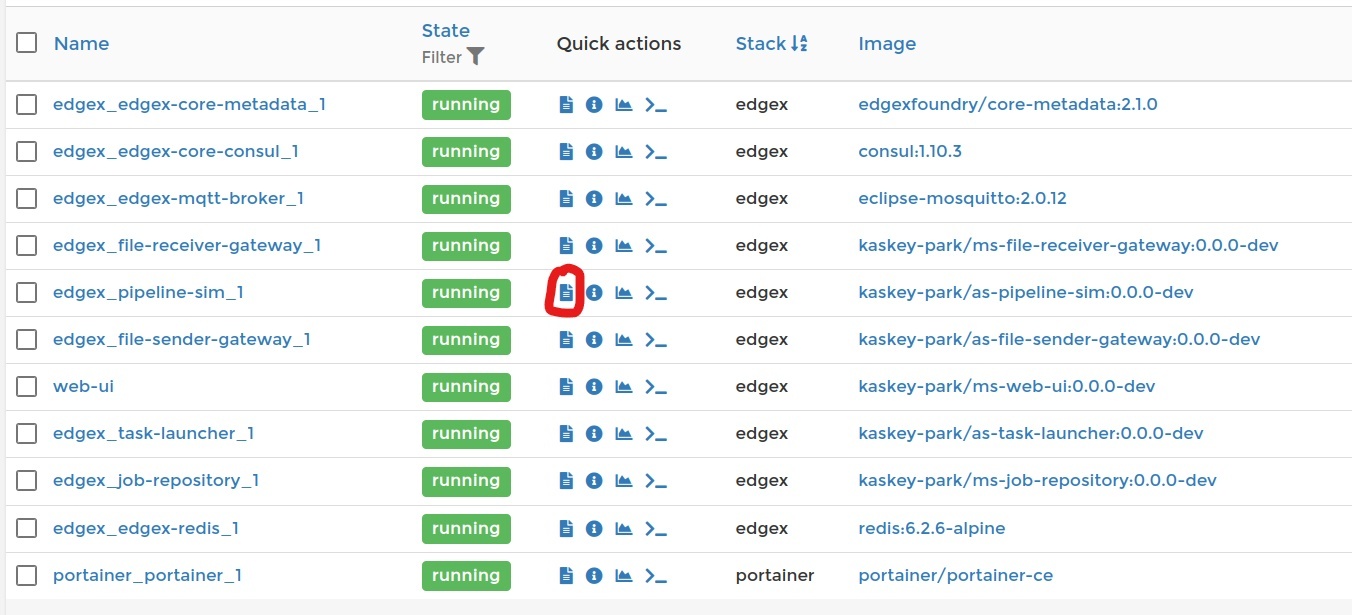 Name State Filter Quick actions Stack Image
edgex_edgex-core-metadata_1 running edgex edgexfoundry/core-metadata:2.1.0
edgex_edgex-core-consul_1 running edgex consul:1.10.3
edgex_edgex-mqtt-broker_1 running edgex eclipse-mosquitto:2.0.12
edgex_file-receiver-gateway_1 running edgex kaskey-park/ms-file-receiver-gateway:0.0.0-dev
edgex_pipeline-sim_1 running edgex kaskey-park/as-pipeline-sim:0.0.0-dev
edgex_file-sender-gateway_1 running edgex kaskey-park/as-file-sender-gateway:0.0.0-dev
web-ui running edgex kaskey-park/ms-web-ui:0.0.0-dev
edgex_task-launcher_1 running edgex kaskey-park/as-task-launcher:0.0.0-dev
edgex_job-repository_1 running edgex kaskey-park/ms-job-repository:0.0.0-dev
edgex_edgex-redis_1 running edgex redis:6.2.6-alpine
portainer_portainer_1 running portainer portainer/portainer-ce